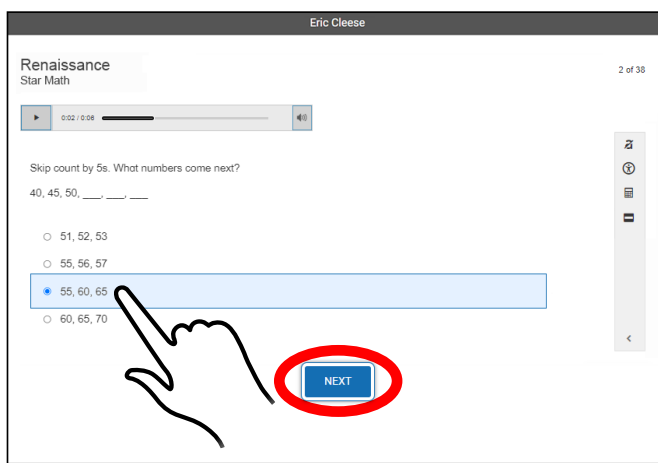 Eric Cleese
Renaissance
Star Math
2 of 38
0:02 / 0:08
Skip count by 5s. What numbers come next?
40, 45, 50, ___, ___, ___
51, 52, 53
55, 56, 57
55, 60, 65
60, 65, 70
NEXT